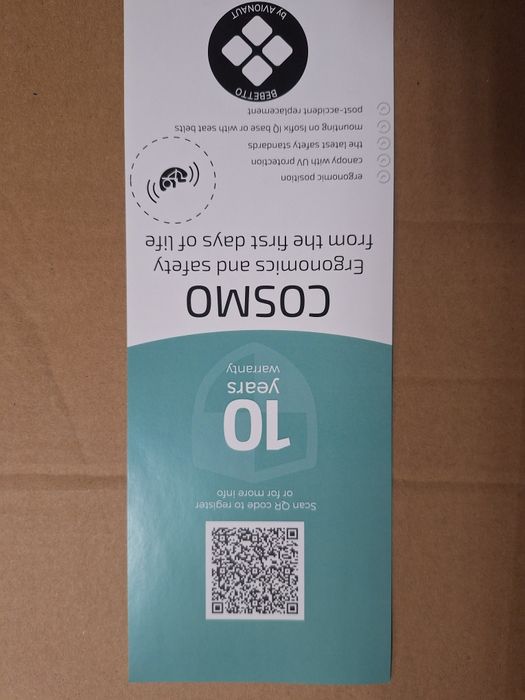 Scan QR code to register
or for more info
10
years
warranty
COSMO
Ergonomics and safety
from the first days of life
ergonomic position
canopy with UV protection
the latest safety standards
mounting on Isofix IQ base or with seat belts
post-accident replacement
BEBETTO
by AVIONAUT